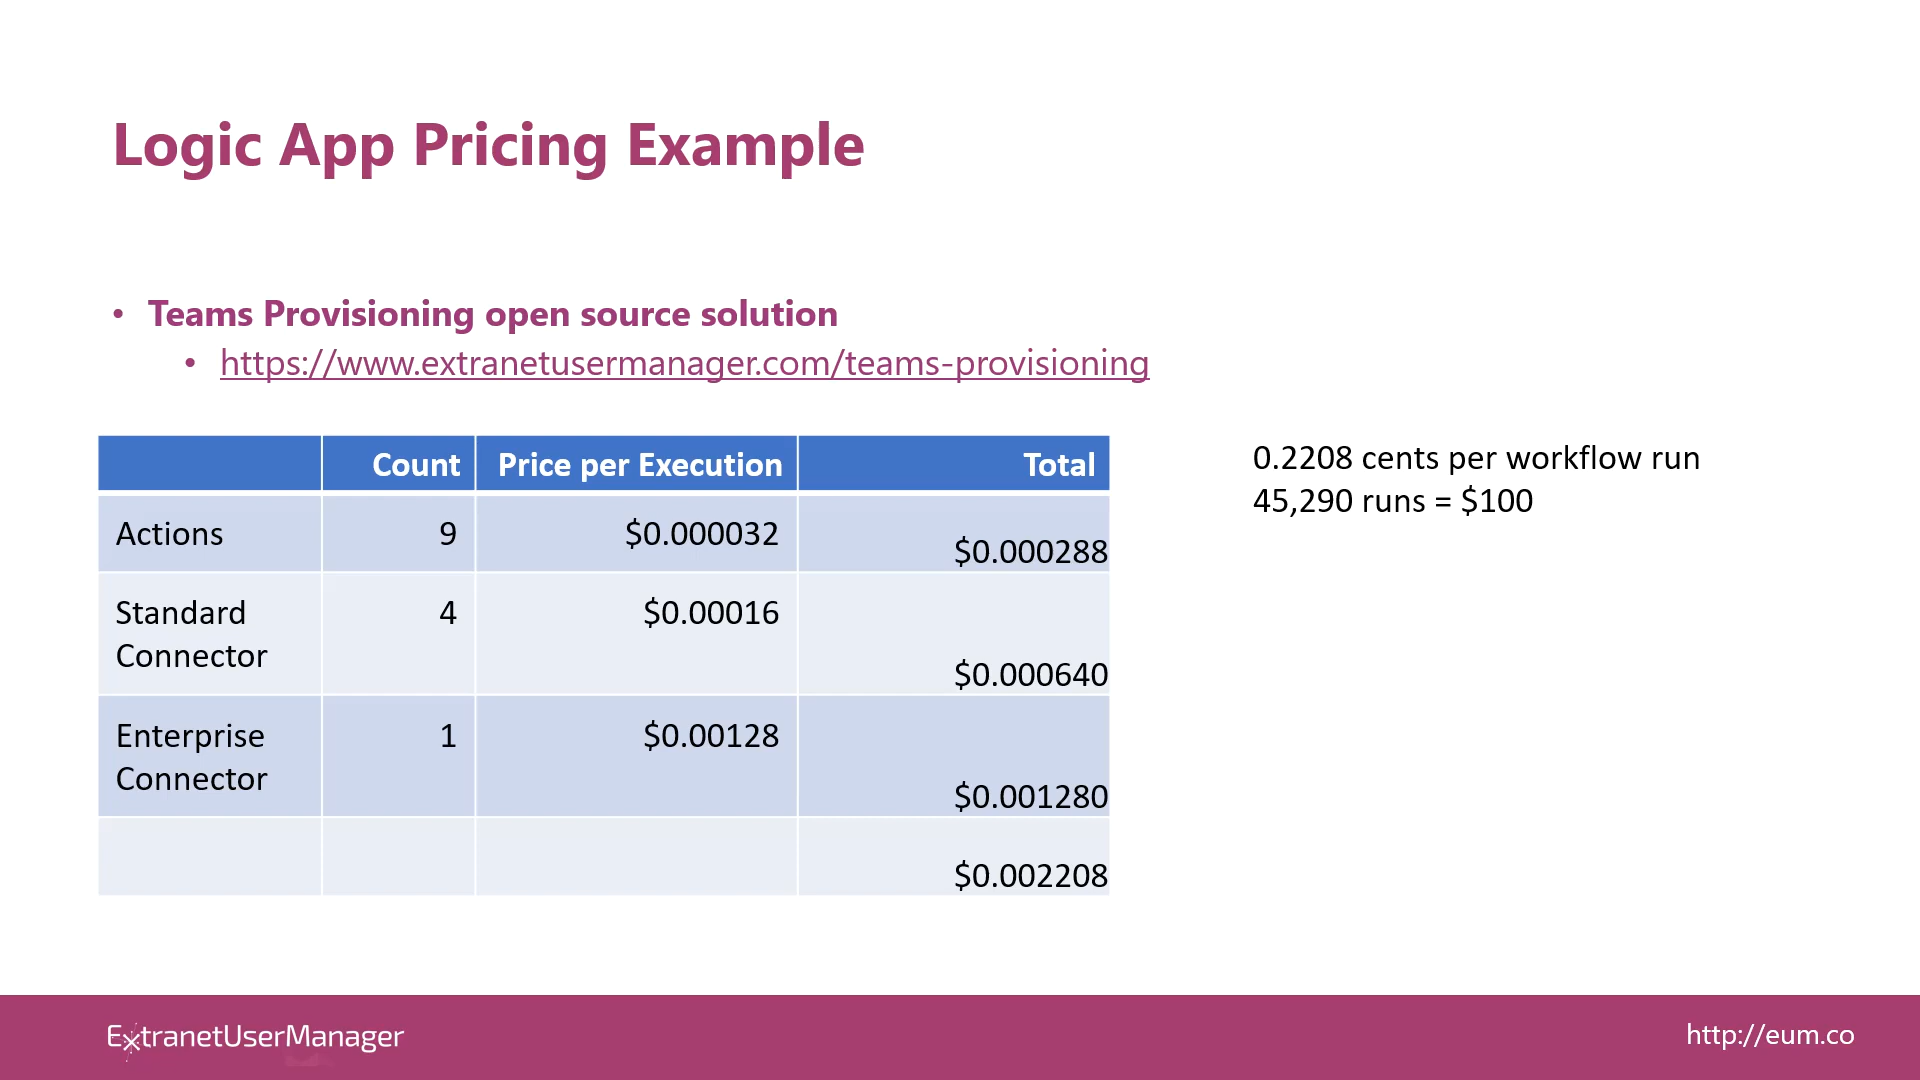 Logic App Pricing Example
• Teams Provisioning open source solution
• https://www.extranetusermanager.com/teams-provisioning
Count Price per Execution Total
Actions 9 $0.000032 $0.000288
Standard Connector 4 $0.00016 $0.000640
Enterprise Connector 1 $0.00128 $0.001280
$0.002208
0.2208 cents per workflow run
45,290 runs = $100
ExtranetUserManager
http://eum.co